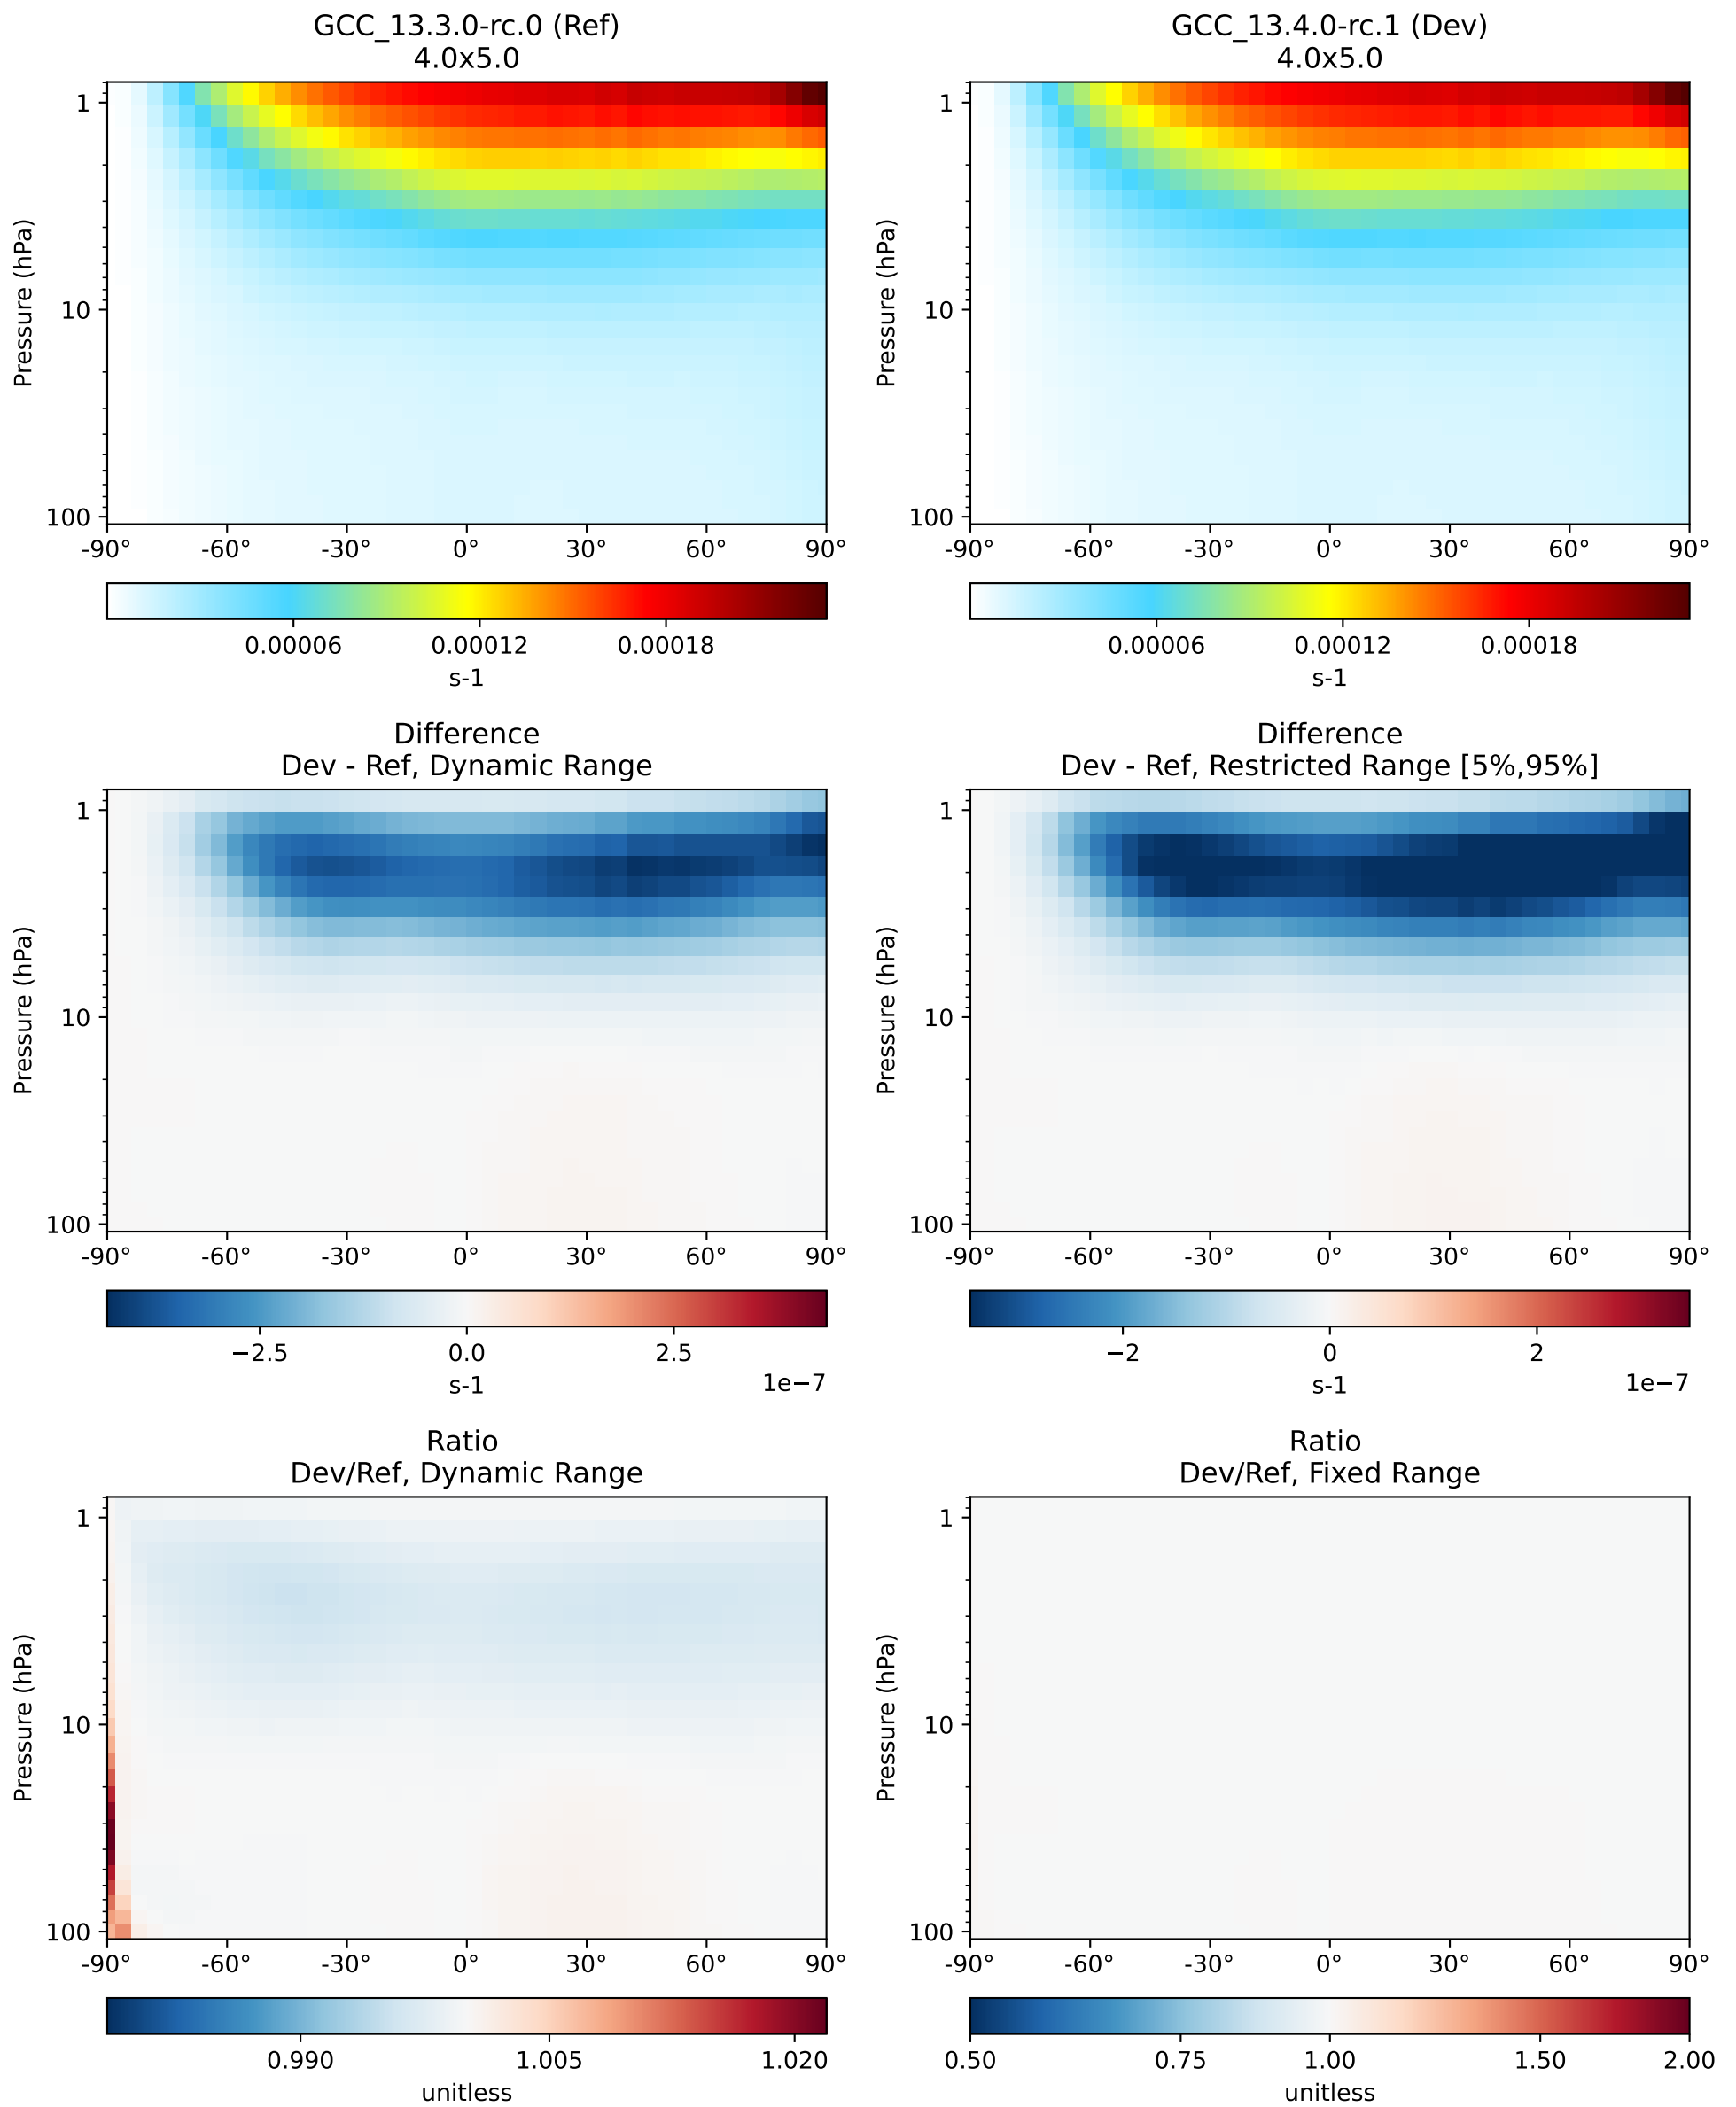 GCC_13.3.0-rc.0 (Ref)
4.0x5.0
Pressure (hPa)
1
10
100
-90° -60° -30° 0° 30° 60° 90°
0.00006 0.00012 0.00018
s-1
GCC_13.4.0-rc.1 (Dev)
4.0x5.0
Pressure (hPa)
1
10
100
-90° -60° -30° 0° 30° 60° 90°
0.00006 0.00012 0.00018
s-1
Difference
Dev - Ref, Dynamic Range
Pressure (hPa)
1
10
100
-90° -60° -30° 0° 30° 60° 90°
−2.5 0.0 2.5
s-1 1e−7
Difference
Dev - Ref, Restricted Range [5%,95%]
Pressure (hPa)
1
10
100
-90° -60° -30° 0° 30° 60° 90°
−2 0 2
s-1 1e−7
Ratio
Dev/Ref, Dynamic Range
Pressure (hPa)
1
10
100
-90° -60° -30° 0° 30° 60° 90°
0.990 1.005 1.020
unitless
Ratio
Dev/Ref, Fixed Range
Pressure (hPa)
1
10
100
-90° -60° -30° 0° 30° 60° 90°
0.50 0.75 1.00 1.50 2.00
unitless